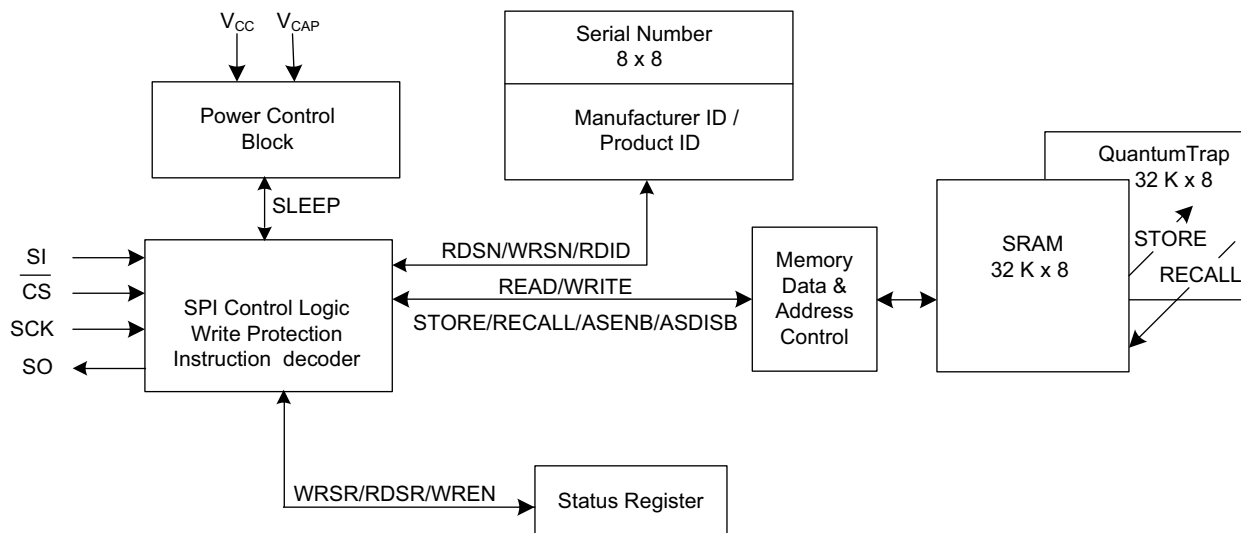 VCC VCAP
Power Control
Block
SLEEP
Serial Number
8 x 8
Manufacturer ID /
Product ID
QuantumTrap
32 K x 8
SRAM
32 K x 8
STORE
RECALL
SI
CS
SCK
SO
SPI Control Logic
Write Protection
Instruction decoder
RDSN/WRSN/RDID
READ/WRITE
STORE/RECALL/ASENB/ASDISB
Memory
Data &
Address
Control
WRSR/RDSR/WREN
Status Register